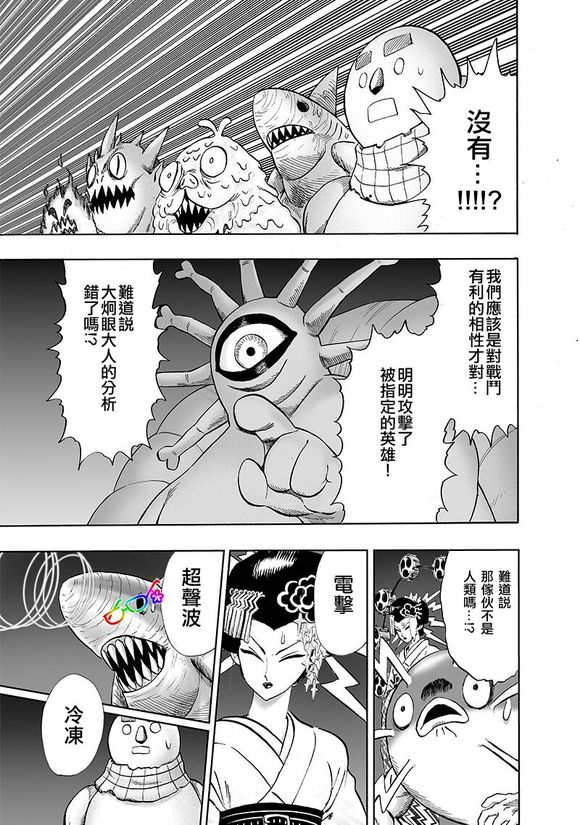 沒有…
!!!!?
我們應該是對戰鬥
有利的相性才對…
明明攻擊了
被指定的英雄！
難道說
大炯眼大人的分析
錯了嗎!?
難道說
那傢伙不是
人類嗎…!?
電擊
超聲波
冷凍